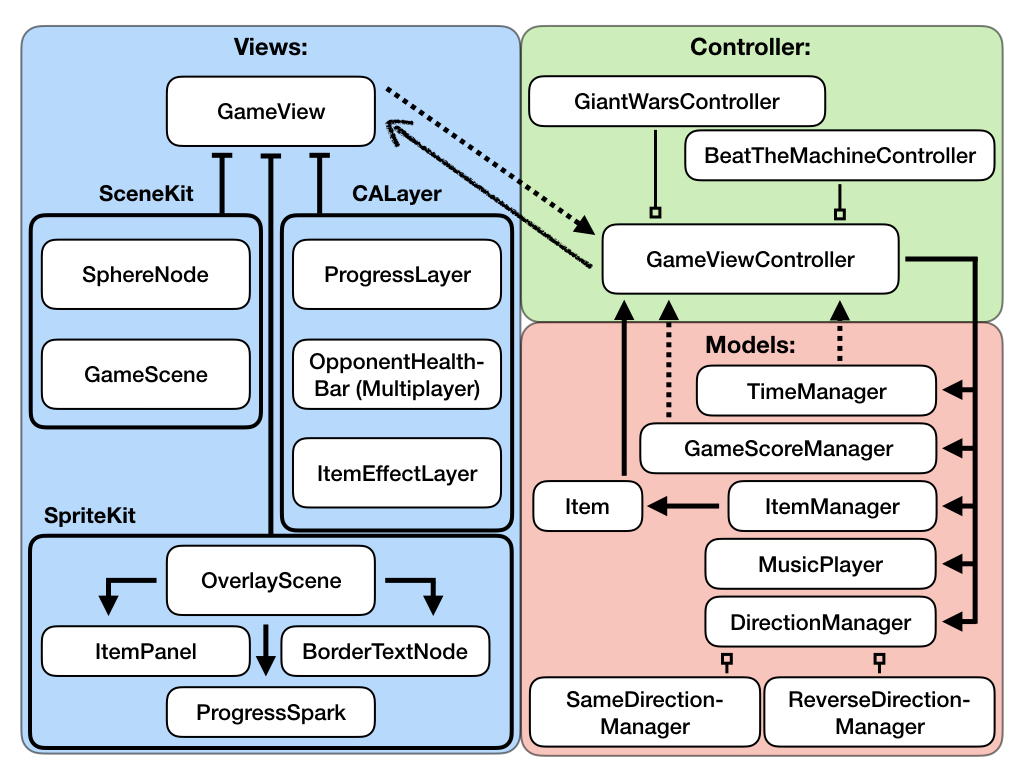 Views:
GameView
SceneKit
CALayer
SphereNode
GameScene
ProgressLayer
OpponentHealth-
Bar (Multiplayer)
ItemEffectLayer
SpriteKit
OverlayScene
ItemPanel
BorderTextNode
ProgressSpark
Controller:
GiantWarsController
BeatTheMachineController
GameViewController
Models:
TimeManager
GameScoreManager
Item
ItemManager
MusicPlayer
DirectionManager
SameDirection-
Manager
ReverseDirection-
Manager